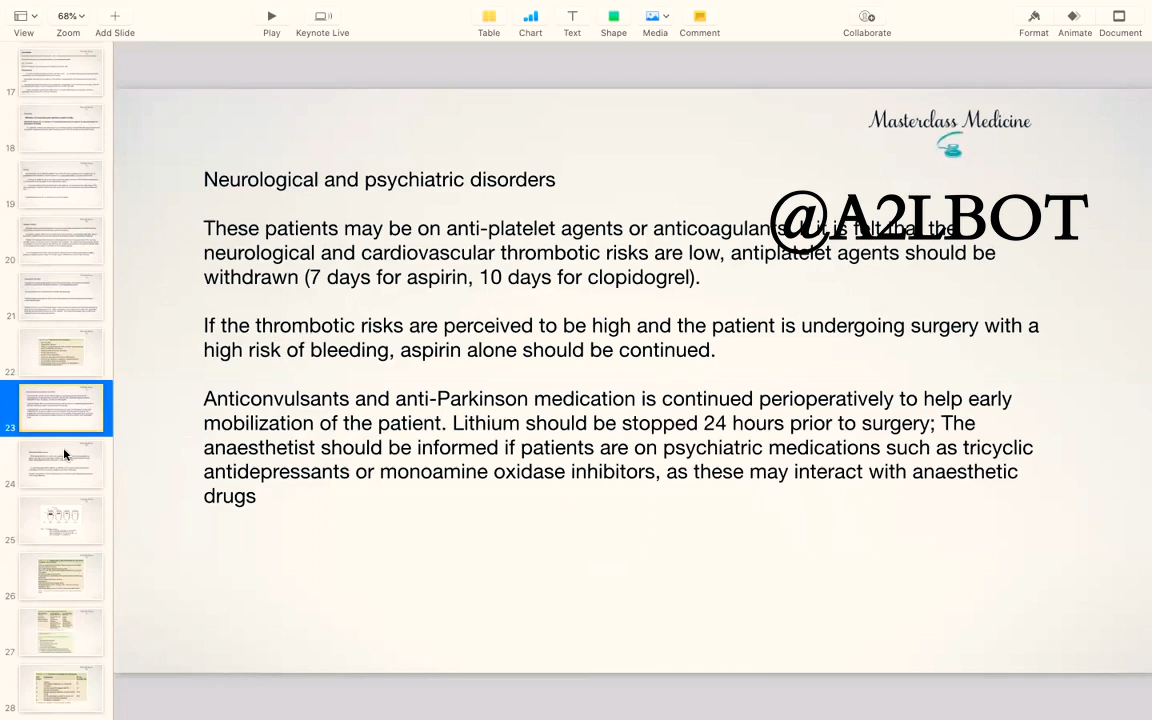 View
68%
Zoom
Add Slide
Play
Keynote Live
Table
Chart
Text
Shape
Media
Comment
Collaborate
Format
Animate
Document
17
18
19
20
21
22
23
24
25
26
27
28
Masterclass Medicine
@A2LBOT
Neurological and psychiatric disorders
These patients may be on anti-platelet agents or anticoagulants. it is felt that the
neurological and cardiovascular thrombotic risks are low, antiplatelet agents should be
withdrawn (7 days for aspirin, 10 days for clopidogrel).
If the thrombotic risks are perceived to be high and the patient is undergoing surgery with a
high risk of bleeding, aspirin alone should be continued.
Anticonvulsants and anti-Parkinson medication is continued perioperatively to help early
mobilization of the patient. Lithium should be stopped 24 hours prior to surgery; The
anaesthetist should be informed if patients are on psychiatric medications such as tricyclic
antidepressants or monoamine oxidase inhibitors, as these may interact with anaesthetic
drugs